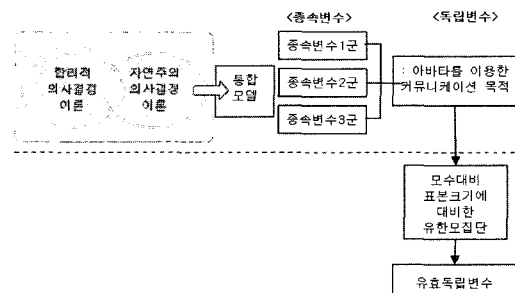 <종속변수>
<독립변수>
합리적
의사결정
이론
자연주의
의사결정
이론
통합
모델
종속변수1군
종속변수2군
종속변수3군
: 아바타를 이용한
커뮤니케이션 목적
모수대비
표본크기에
대비한
유한모집단
유효독립변수